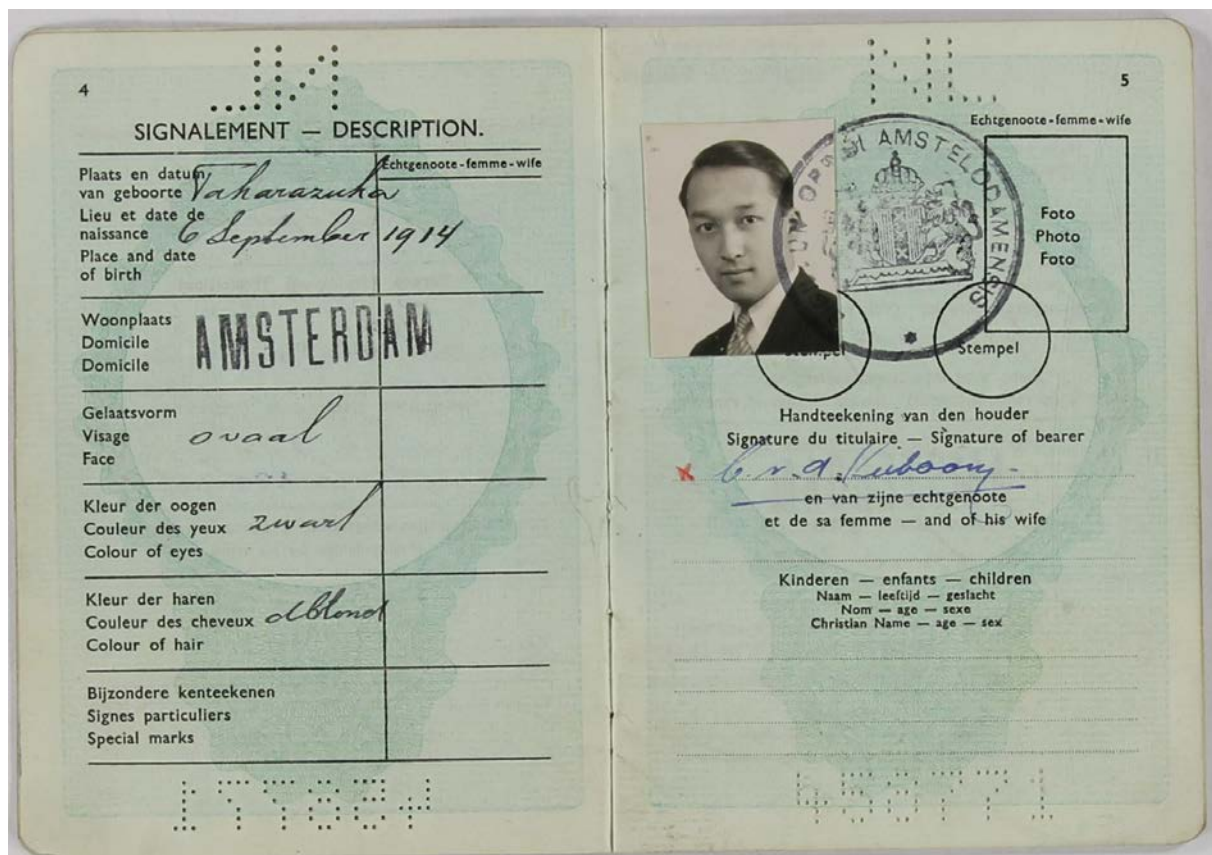 4
SIGNALEMENT — DESCRIPTION.
Echtgenoote-femme-wife
Plaats en datum
van geboorte Taharazuka
Lieu et date de
naissance 6 September 1914
Place and date
of birth
Woonplaats
Domicile AMSTERDAM
Domicile
Gelaatsvorm
Visage ovaal
Face
Kleur der oogen
Couleur des yeux zwart
Colour of eyes
Kleur der haren
Couleur des cheveux dblond
Colour of hair
Bijzondere kenteekenen
Signes particuliers
Special marks
NL
5
Echtgenoote-femme-wife
AMSTELODAMENSIS
Foto
Photo
Foto
Stempel
Stempel
Handteekening van den houder
Signature du titulaire — Signature of bearer
C. v. d.
en van zijne echtgenoote
et de sa femme — and of his wife
Kinderen — enfants — children
Naam — leeftijd — geslacht
Nom — age — sexe
Christian Name — age — sex